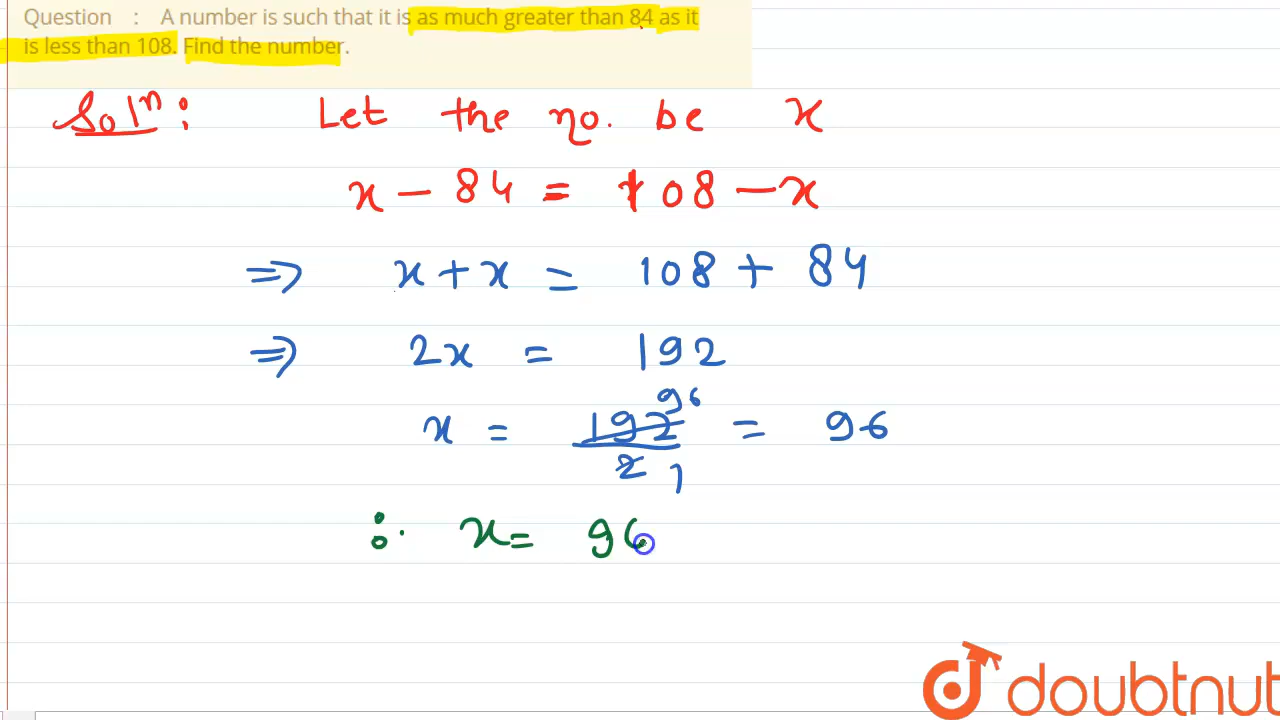 Question : A number is such that it is as much greater than 84 as it
is less than 108. Find the number.
Solⁿ: Let the no. be x
x - 84 = 108 - x
⇒ x + x = 108 + 84
⇒ 2x = 192
x = 192/2 = 96
96
1
∴ x = 96
doubtnut